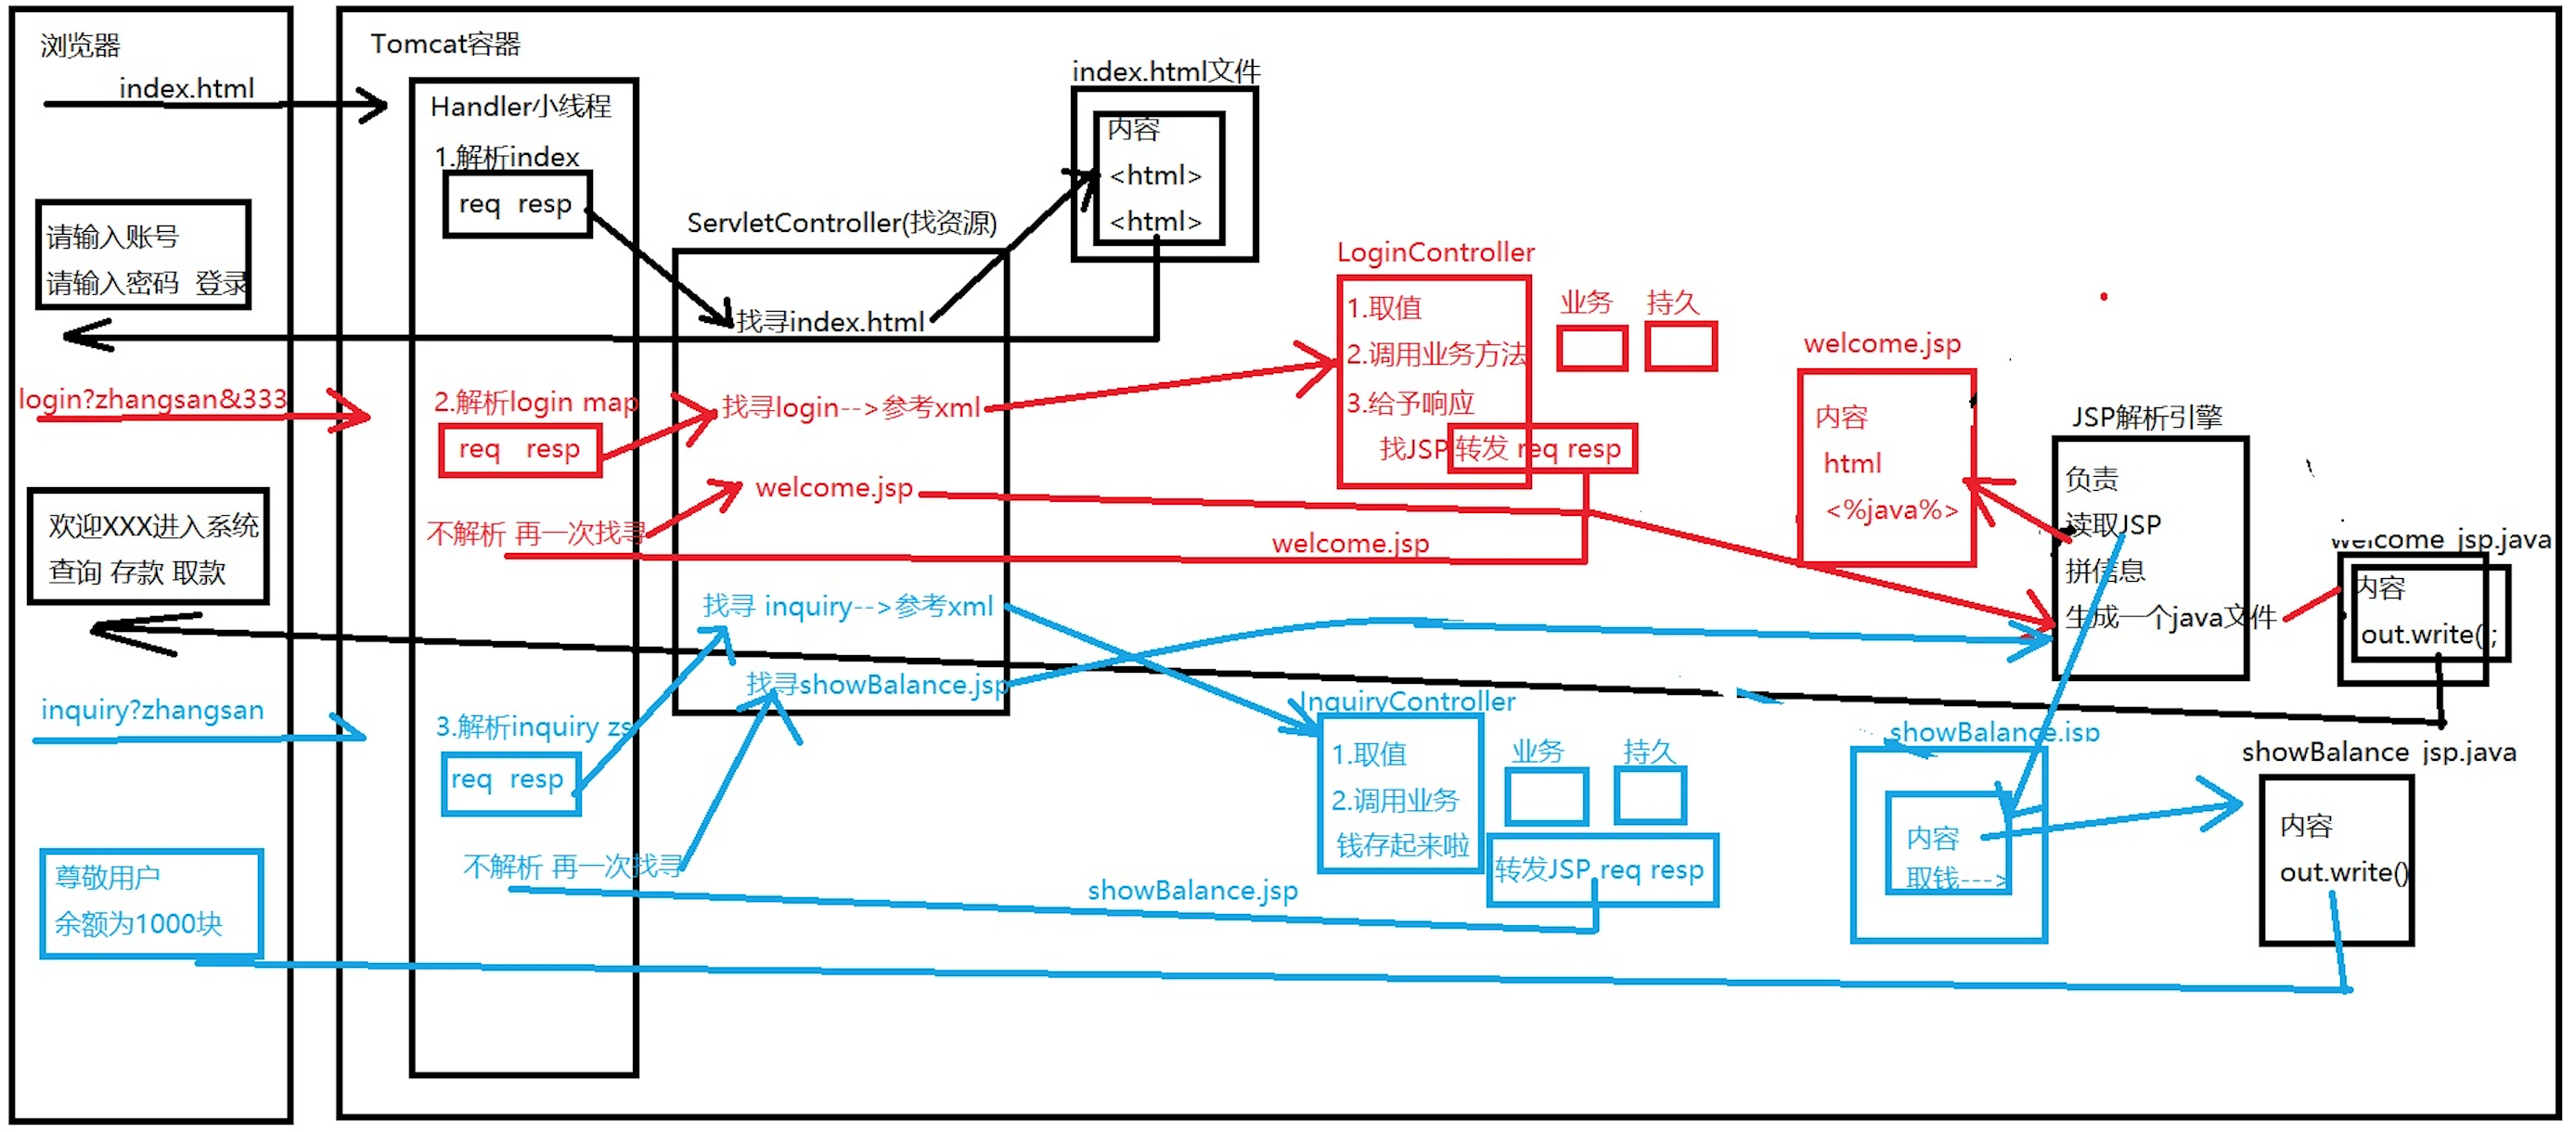 浏览器
index.html
请输入账号
请输入密码 登录
login?zhangsan&333
欢迎XXX进入系统
查询 存款 取款
inquiry?zhangsan
尊敬用户
余额为1000块
Tomcat容器
Handler小线程
1.解析index
req resp
2.解析login map
req resp
不解析 再一次找寻
3.解析inquiry zs
req resp
不解析 再一次找寻
ServletController(找资源)
找寻index.html
找寻login-->参考xml
welcome.jsp
找寻 inquiry-->参考xml
找寻showBalance.jsp
index.html文件
内容
<html>
<html>
LoginController
1.取值
2.调用业务方法
3.给予响应
找JSP 转发 req resp
业务 持久
welcome.jsp
welcome.jsp
内容
html
<%java%>
JSP解析引擎
负责
读取JSP
拼信息
生成一个java文件
welcome jsp.java
内容
out.write( ;
InquiryController
1.取值
2.调用业务
钱存起来啦
业务 持久
转发JSP req resp
showBalance.jsp
showBalance.jsp
内容
取钱--->
showBalance jsp.java
内容
out.write()